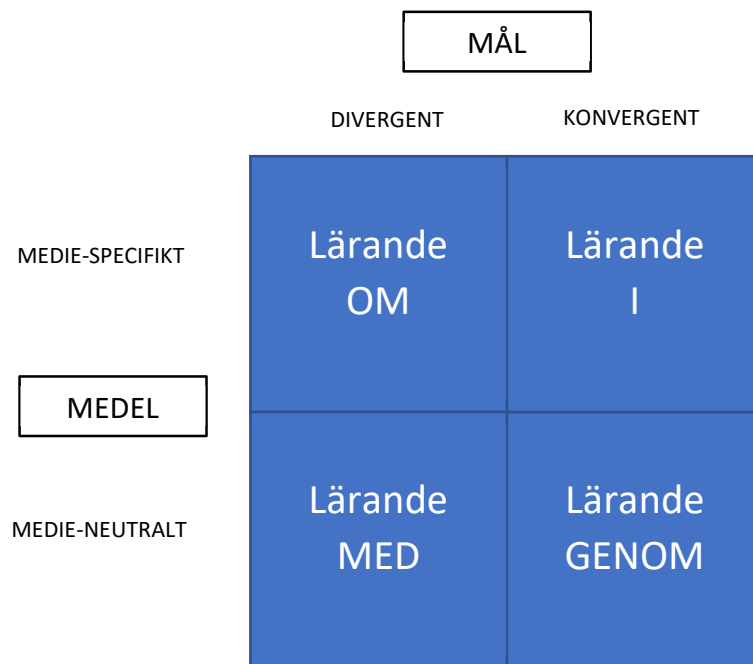 MÅL
DIVERGENT
KONVERGENT
MEDIE-SPECIFIKT
Lärande
OM
Lärande
I
MEDEL
MEDIE-NEUTRALT
Lärande
MED
Lärande
GENOM